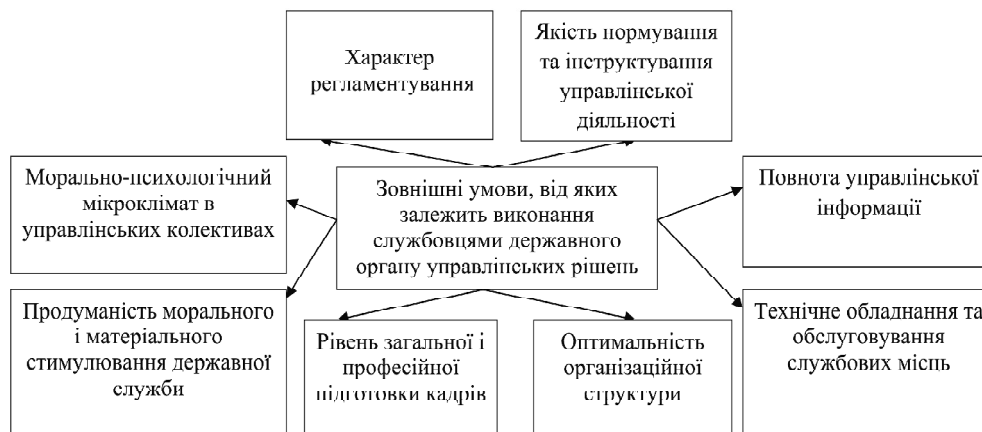 Характер
регламентування
Якість нормування
та інструктування
управлінської
діяльності
Морально-психологічний
мікроклімат в
управлінських колективах
Зовнішні умови, від яких
залежить виконання
службовцями державного
органу управлінських рішень
Повнота управлінської
інформації
Продуманість морального
і матеріального
стимулювання державної
служби
Рівень загальної і
професійної
підготовки кадрів
Оптимальність
організаційної
структури
Технічне обладнання та
обслуговування
службових місць